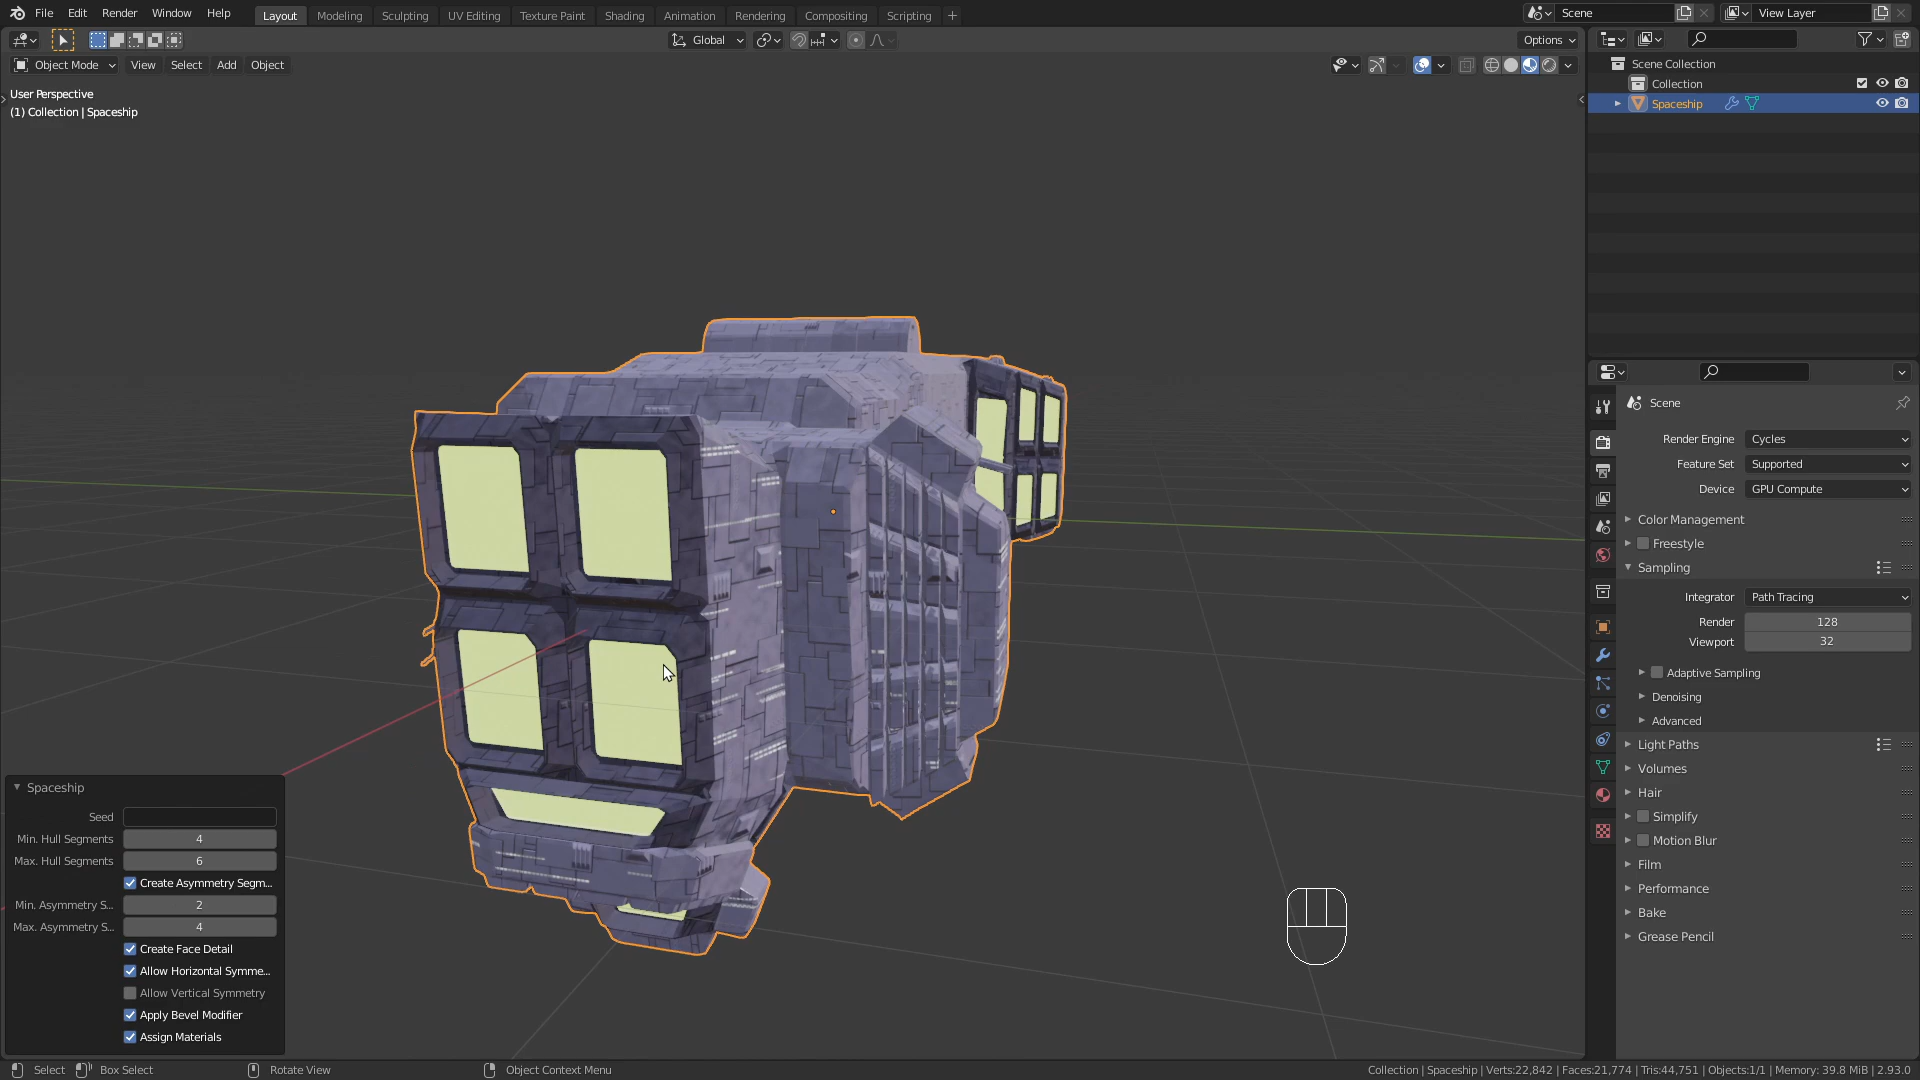 File Edit Render Window Help Layout Modeling Sculpting UV Editing Texture Paint Shading Animation Rendering Compositing Scripting + Scene View Layer
Global Options
Object Mode View Select Add Object
User Perspective
(1) Collection | Spaceship
Scene Collection
Collection
Spaceship
Scene
Render Engine Cycles
Feature Set Supported
Device GPU Compute
Color Management
Freestyle
Sampling
Integrator Path Tracing
Render 128
Viewport 32
Adaptive Sampling
Denoising
Advanced
Light Paths
Volumes
Hair
Simplify
Motion Blur
Film
Performance
Bake
Grease Pencil
Spaceship
Seed
Min. Hull Segments 4
Max. Hull Segments 6
Create Asymmetry Segm...
Min. Asymmetry S... 2
Max. Asymmetry S... 4
Create Face Detail
Allow Horizontal Symme...
Allow Vertical Symmetry
Apply Bevel Modifier
Assign Materials
Select Box Select Rotate View Object Context Menu Collection | Spaceship | Verts:22,842 | Faces:21,774 | Tris:44,751 | Objects:1/1 | Memory: 39.8 MiB | 2.93.0